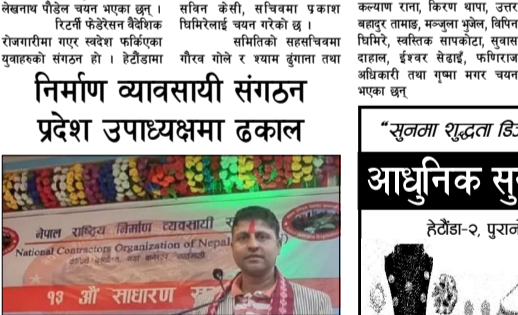 लेखनाथ पौडेल चयन भएका छन् ।
रिटर्नी फेडेरसन बैदेशिक
रोजगारीमा गएर स्वदेश फर्किएका
युवाहरुको संगठन हो । हेटौंडामा
सविन केसी, सचिवमा प्रकाश
घिमिरेलाई चयन गरेको छ ।
समितिको सहसचिवमा
गौरव गोले र श्याम ढुंगाना तथा
कल्याण राना, किरण थापा, उत्तर
बहादुर तामाङ, मञ्जुला भुजेल, विपिन
घिमिरे, स्वस्तिक सापकोटा, सुवास
दाहाल, ईश्वर सेढाइँ, फणिराज
अधिकारी तथा गृष्मा मगर चयन
भएका छन्
निर्माण व्यावसायी संगठन
प्रदेश उपाध्यक्षमा ढकाल
नेपाल राष्ट्रिय निर्माण व्यवसायी
National Contractors Organization of Nepal,
१३ औं साधारण
"सुनमा शुद्धता
आधुनिक
हेटौंडा-२, पुरान